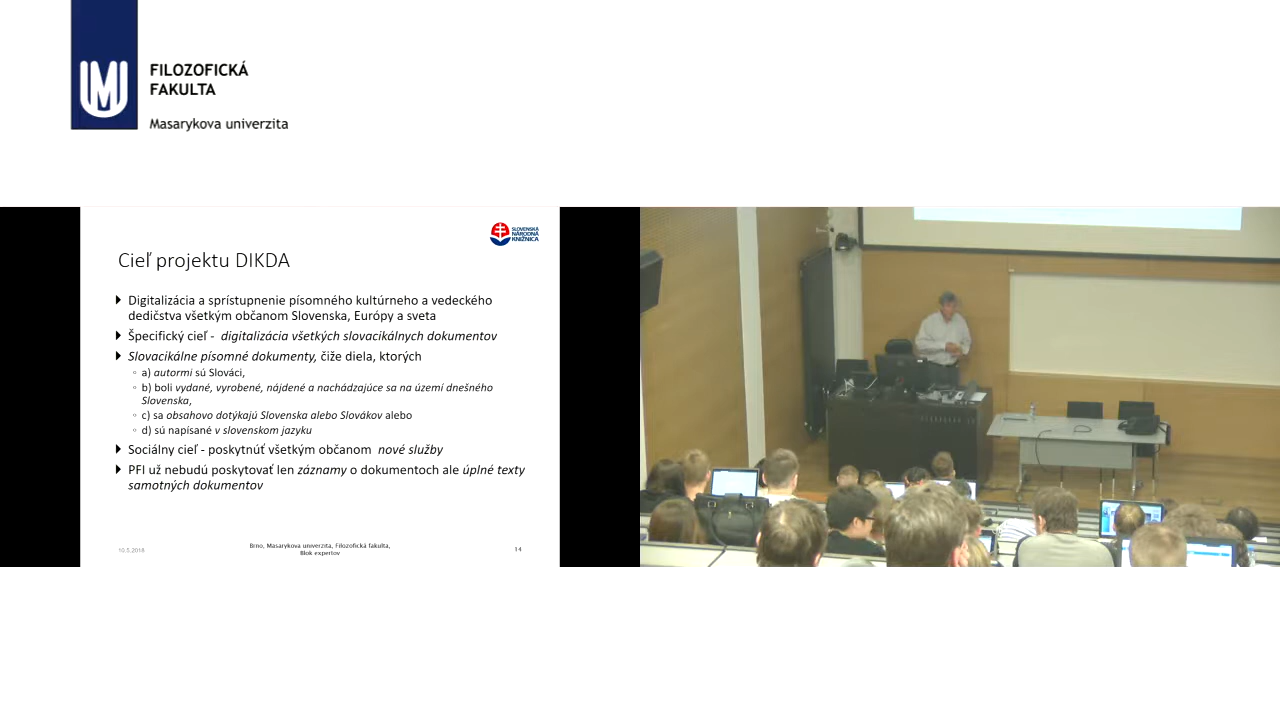 FILOZOFICKÁ
FAKULTA
Masarykova univerzita
SLOVENSKÁ
NÁRODNÁ
KNIŽNICA
Cieľ projektu DIKDA
Digitalizácia a sprístupnenie písomného kultúrneho a vedeckého
dedičstva všetkým občanom Slovenska, Európy a sveta
Špecifický cieľ - digitalizácia všetkých slovacikálnych dokumentov
Slovacikálne písomné dokumenty, čiže diela, ktorých
a) autormi sú Slováci,
b) boli vydané, vyrobené, nájdené a nachádzajúce sa na území dnešného
Slovenska,
c) sa obsahovo dotýkajú Slovenska alebo Slovákov alebo
d) sú napísané v slovenskom jazyku
Sociálny cieľ - poskytnúť všetkým občanom nové služby
PFI už nebudú poskytovať len záznamy o dokumentoch ale úplné texty
samotných dokumentov
10.5.2018
Brno, Masarykova univerzita, Filozofická fakulta,
Blok expertov
14